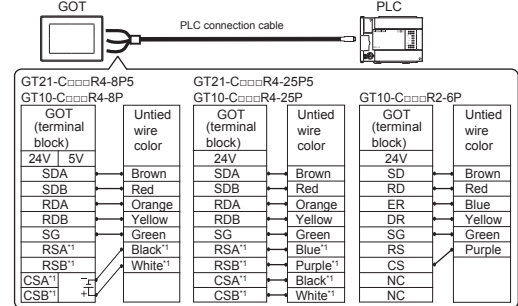 GOT
PLC
PLC connection cable
GT21-C□□□R4-8P5
GT10-C□□□R4-8P
GOT
(terminal
block)
Untied
wire
color
24V 5V
SDA Brown
SDB Red
RDA Orange
RDB Yellow
SG Green
RSA*1 Black*1
RSB*1 White*1
CSA*1 −
CSB*1 +
GT21-C□□□R4-25P5
GT10-C□□□R4-25P
GOT
(terminal
block)
Untied
wire
color
24V
SDA Brown
SDB Red
RDA Orange
RDB Yellow
SG Green
RSA*1 Blue*1
RSB*1 Purple*1
CSA*1 Black*1
CSB*1 White*1
GT10-C□□□R2-6P
GOT
(terminal
block)
Untied
wire
color
24V
SD Brown
RD Red
ER Blue
DR Yellow
SG Green
RS Purple
CS
NC
NC